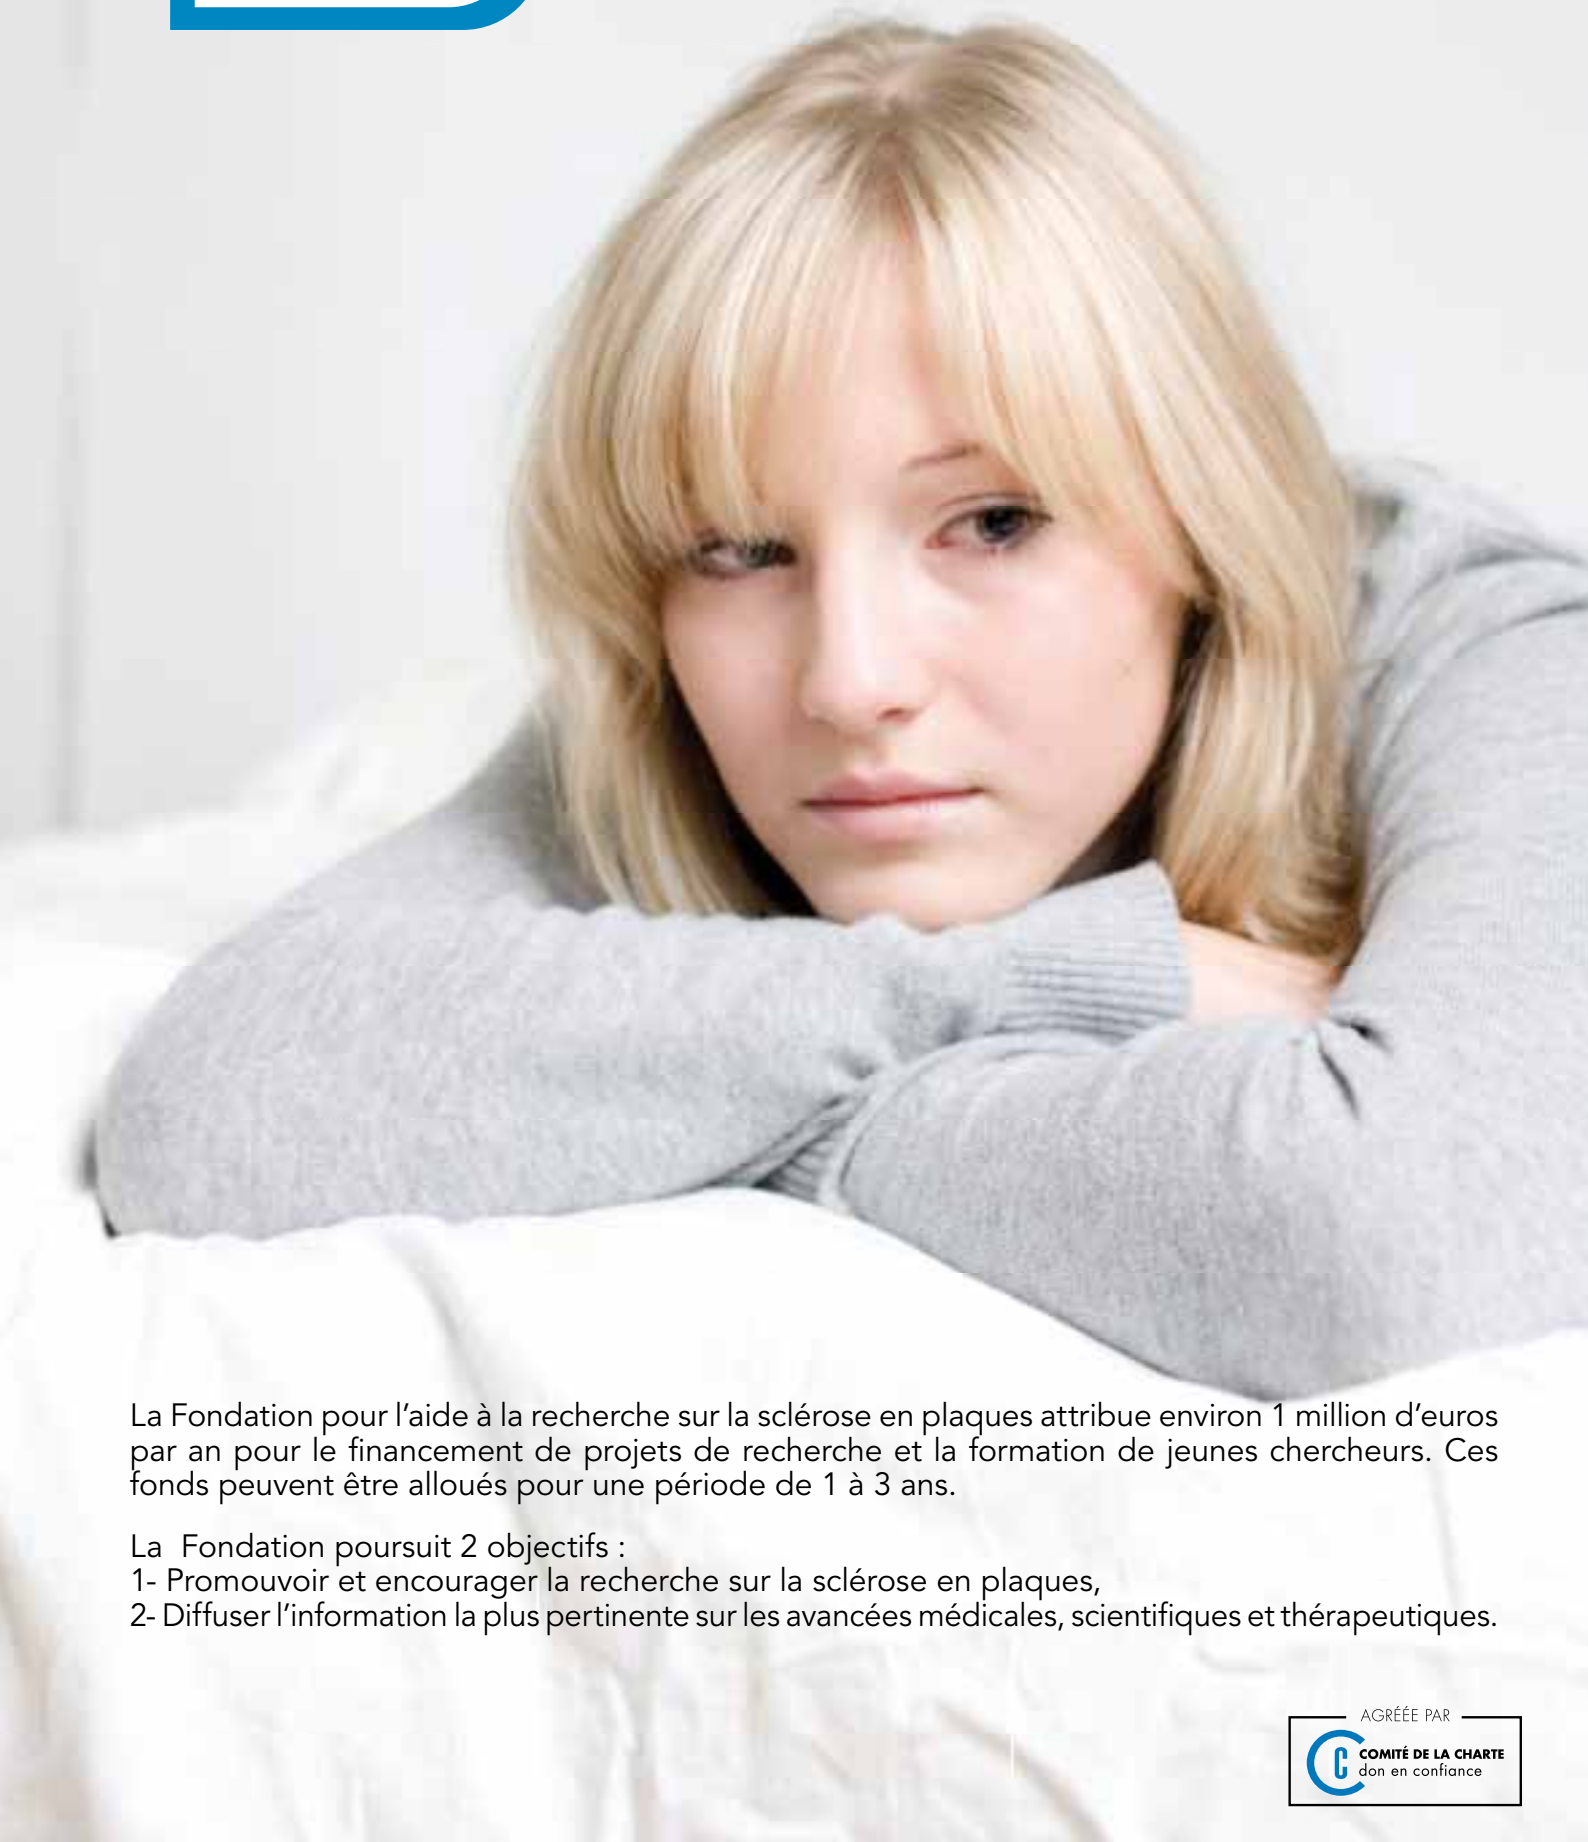 La Fondation pour l’aide à la recherche sur la sclérose en plaques attribue environ 1 million d’euros
par an pour le financement de projets de recherche et la formation de jeunes chercheurs. Ces
fonds peuvent être alloués pour une période de 1 à 3 ans.
La Fondation poursuit 2 objectifs :
1- Promouvoir et encourager la recherche sur la sclérose en plaques,
2- Diffuser l’information la plus pertinente sur les avancées médicales, scientifiques et thérapeutiques.
AGRÉÉE PAR
COMITÉ DE LA CHARTE
don en confiance